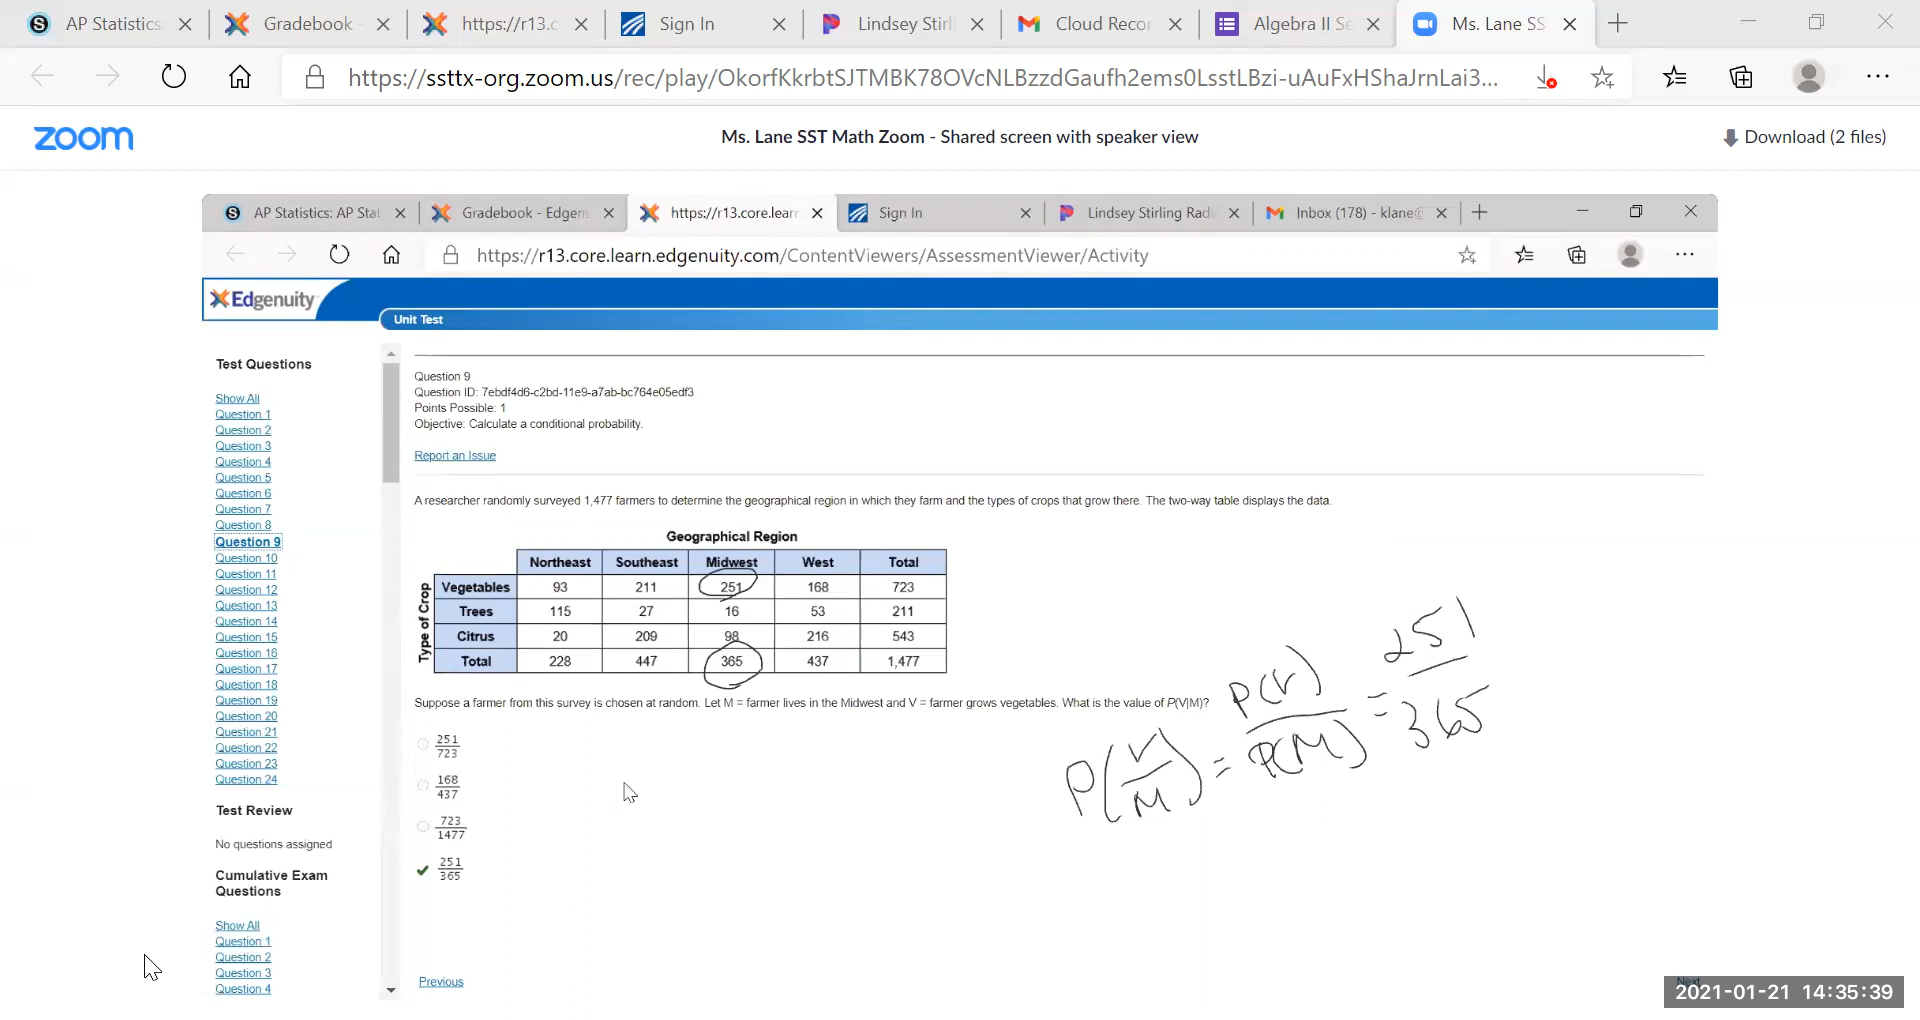 AP Statistics:
Gradebook -
https://r13.c
Sign In
Lindsey Stirli
Cloud Recor
Algebra II Se
Ms. Lane SS
https://ssttx-org.zoom.us/rec/play/OkorfKkrbtSJTMBK78OVcNLBzzdGaufh2ems0LsstLBzi-uAuFxHShaJrnLai3...
zoom
Ms. Lane SST Math Zoom - Shared screen with speaker view
Download (2 files)
AP Statistics: AP Stat
Gradebook - Edgen
https://r13.core.learn
Sign In
Lindsey Stirling Radi
Inbox (178) - klane@
https://r13.core.learn.edgenuity.com/ContentViewers/AssessmentViewer/Activity
Edgenuity
Unit Test
Test Questions
Show All
Question 1
Question 2
Question 3
Question 4
Question 5
Question 6
Question 7
Question 8
Question 9
Question 10
Question 11
Question 12
Question 13
Question 14
Question 15
Question 16
Question 17
Question 18
Question 19
Question 20
Question 21
Question 22
Question 23
Question 24
Test Review
No questions assigned
Cumulative Exam
Questions
Show All
Question 1
Question 2
Question 3
Question 4
Question 9
Question ID: 7ebdf4d6-c2bd-11e9-a7ab-bc764e05edf3
Points Possible: 1
Objective: Calculate a conditional probability.
Report an Issue
A researcher randomly surveyed 1,477 farmers to determine the geographical region in which they farm and the types of crops that grow there. The two-way table displays the data.
Geographical Region
Northeast Southeast Midwest West Total
Type of Crop
Vegetables 93 211 251 168 723
Trees 115 27 16 53 211
Citrus 20 209 98 216 543
Total 228 447 365 437 1,477
Suppose a farmer from this survey is chosen at random. Let M = farmer lives in the Midwest and V = farmer grows vegetables. What is the value of P(V|M)?
251
723
168
437
723
1477
251
365
P(V/M) = P(V)/P(M) = 251/365
Previous
Next
2021-01-21 14:35:39